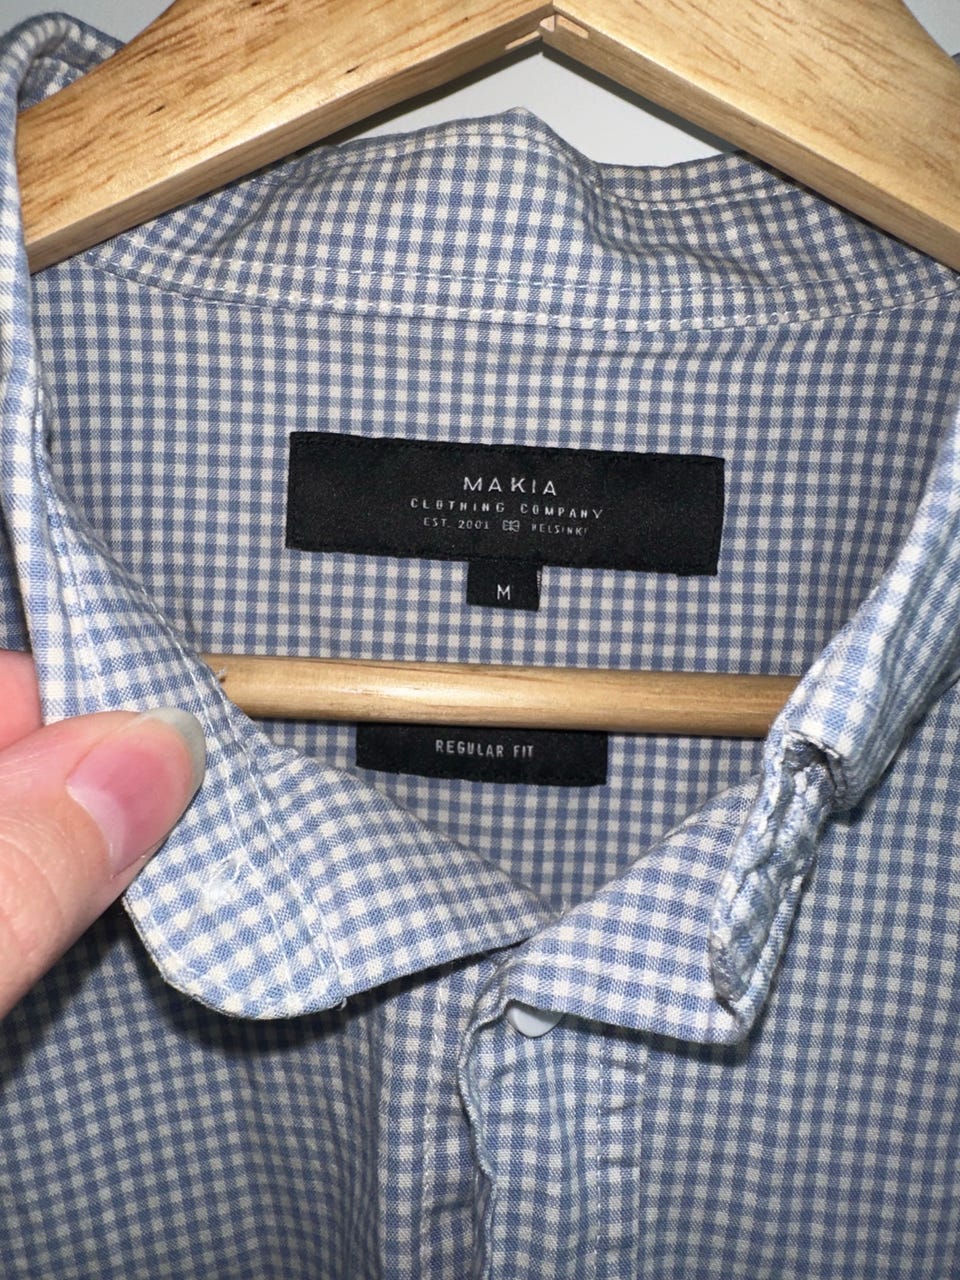 MAKIA
CLOTHING COMPANY
EST. 2001 HELSINKI
M
REGULAR FIT